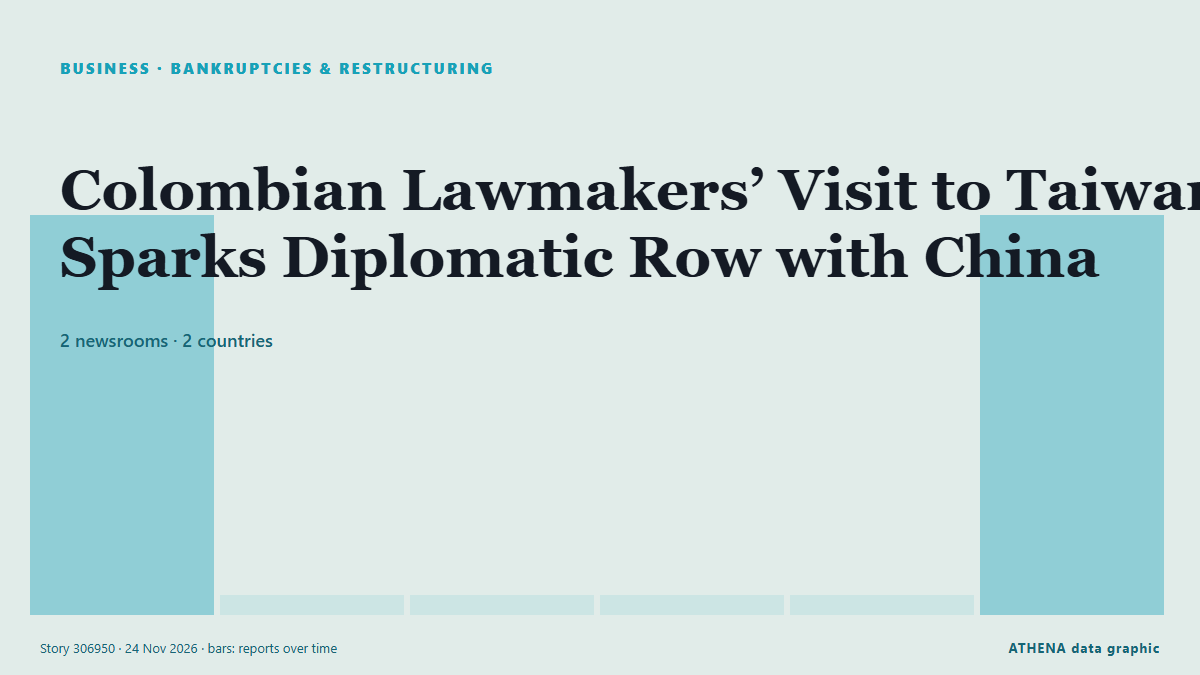 BUSINESS · BANKRUPTCIES & RESTRUCTURING
Colombian Lawmakers’ Visit to Taiwan
Sparks Diplomatic Row with China
2 newsrooms · 2 countries
Story 306950 · 24 Nov 2026 · bars: reports over time
ATHENA data graphic